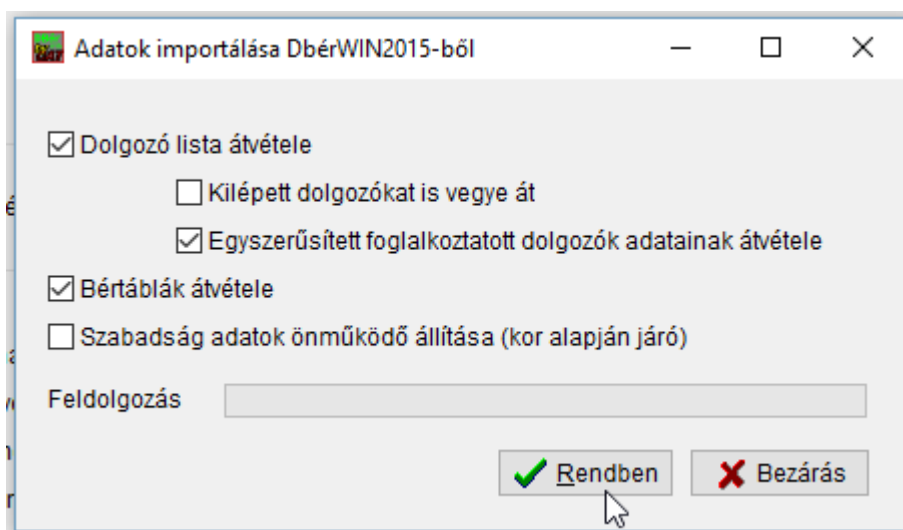 Adatok importálása DbérWIN2015-ből
Dolgozó lista átvétele
Kilépett dolgozókat is vegye át
Egyszerűsített foglalkoztatott dolgozók adatainak átvétele
Bértáblák átvétele
Szabadság adatok önműködő állítása (kor alapján járó)
Feldolgozás
Rendben
Bezárás